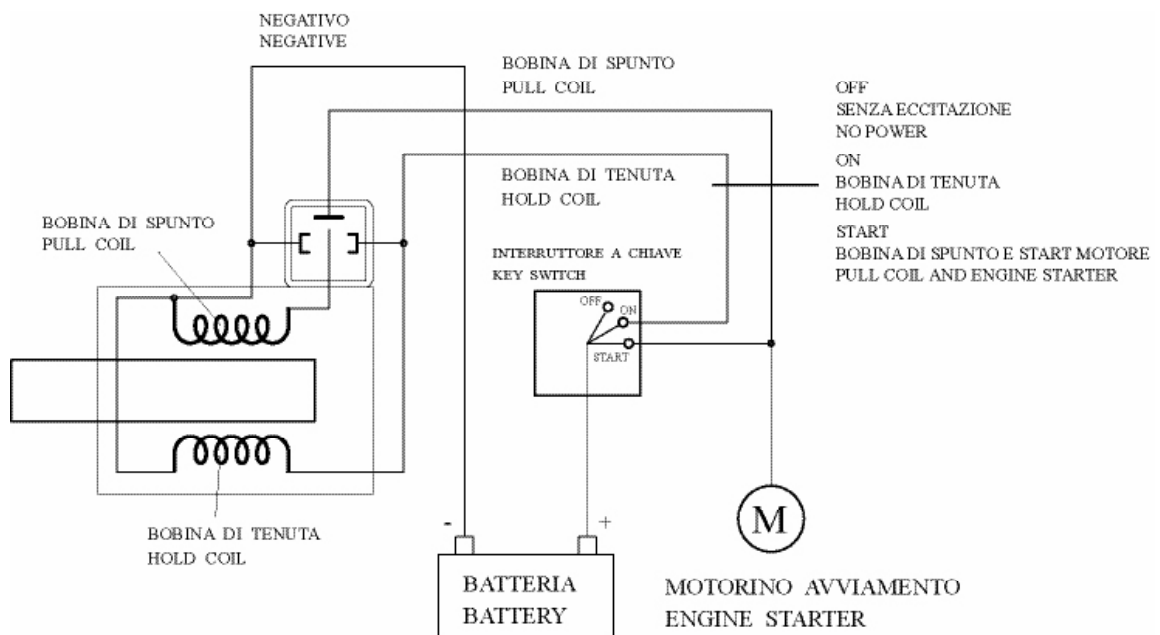 NEGATIVO
NEGATIVE
BOBINA DI SPUNTO
PULL COIL
OFF
SENZA ECCITAZIONE
NO POWER
ON
BOBINA DI TENUTA
HOLD COIL
START
BOBINA DI SPUNTO E START MOTORE
PULL COIL AND ENGINE STARTER
BOBINA DI TENUTA
HOLD COIL
BOBINA DI SPUNTO
PULL COIL
INTERRUTTORE A CHIAVE
KEY SWITCH
OFF
ON
START
BOBINA DI TENUTA
HOLD COIL
- +
M
BATTERIA
BATTERY
MOTORINO AVVIAMENTO
ENGINE STARTER